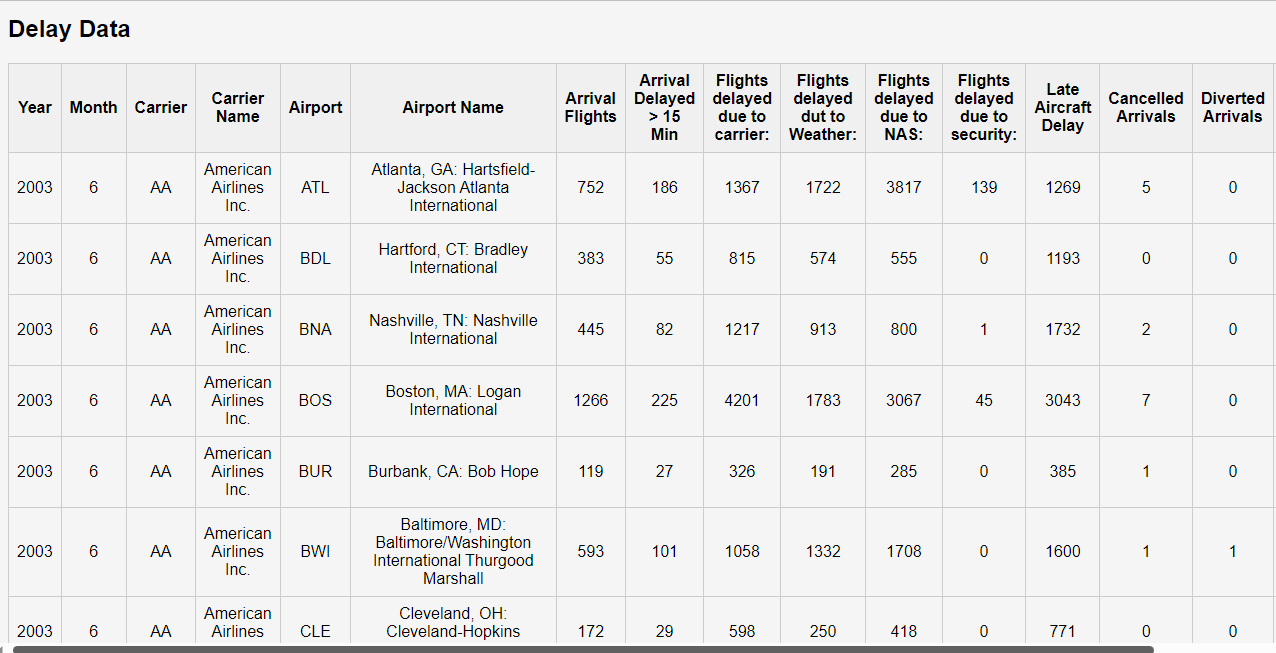 Delay Data
Year Month Carrier Carrier Name Airport Airport Name Arrival Flights Arrival Delayed > 15 Min Flights delayed due to carrier: Flights delayed dut to Weather: Flights delayed due to NAS: Flights delayed due to security: Late Aircraft Delay Cancelled Arrivals Diverted Arrivals
2003 6 AA American Airlines Inc. ATL Atlanta, GA: Hartsfield-Jackson Atlanta International 752 186 1367 1722 3817 139 1269 5 0
2003 6 AA American Airlines Inc. BDL Hartford, CT: Bradley International 383 55 815 574 555 0 1193 0 0
2003 6 AA American Airlines Inc. BNA Nashville, TN: Nashville International 445 82 1217 913 800 1 1732 2 0
2003 6 AA American Airlines Inc. BOS Boston, MA: Logan International 1266 225 4201 1783 3067 45 3043 7 0
2003 6 AA American Airlines Inc. BUR Burbank, CA: Bob Hope 119 27 326 191 285 0 385 1 0
2003 6 AA American Airlines Inc. BWI Baltimore, MD: Baltimore/Washington International Thurgood Marshall 593 101 1058 1332 1708 0 1600 1 1
2003 6 AA American Airlines CLE Cleveland, OH: Cleveland-Hopkins 172 29 598 250 418 0 771 0 0